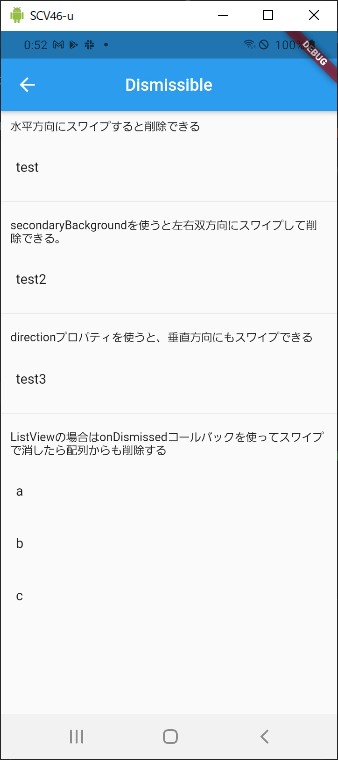 SCV46-u
0:52
100%
DEBUG
Dismissible
水平方向にスワイプすると削除できる
test
secondaryBackgroundを使うと左右双方向にスワイプして削
除できる。
test2
directionプロパティを使うと、垂直方向にもスワイプできる
test3
ListViewの場合はonDismissedコールバックを使ってスワイプ
で消したら配列からも削除する
a
b
c